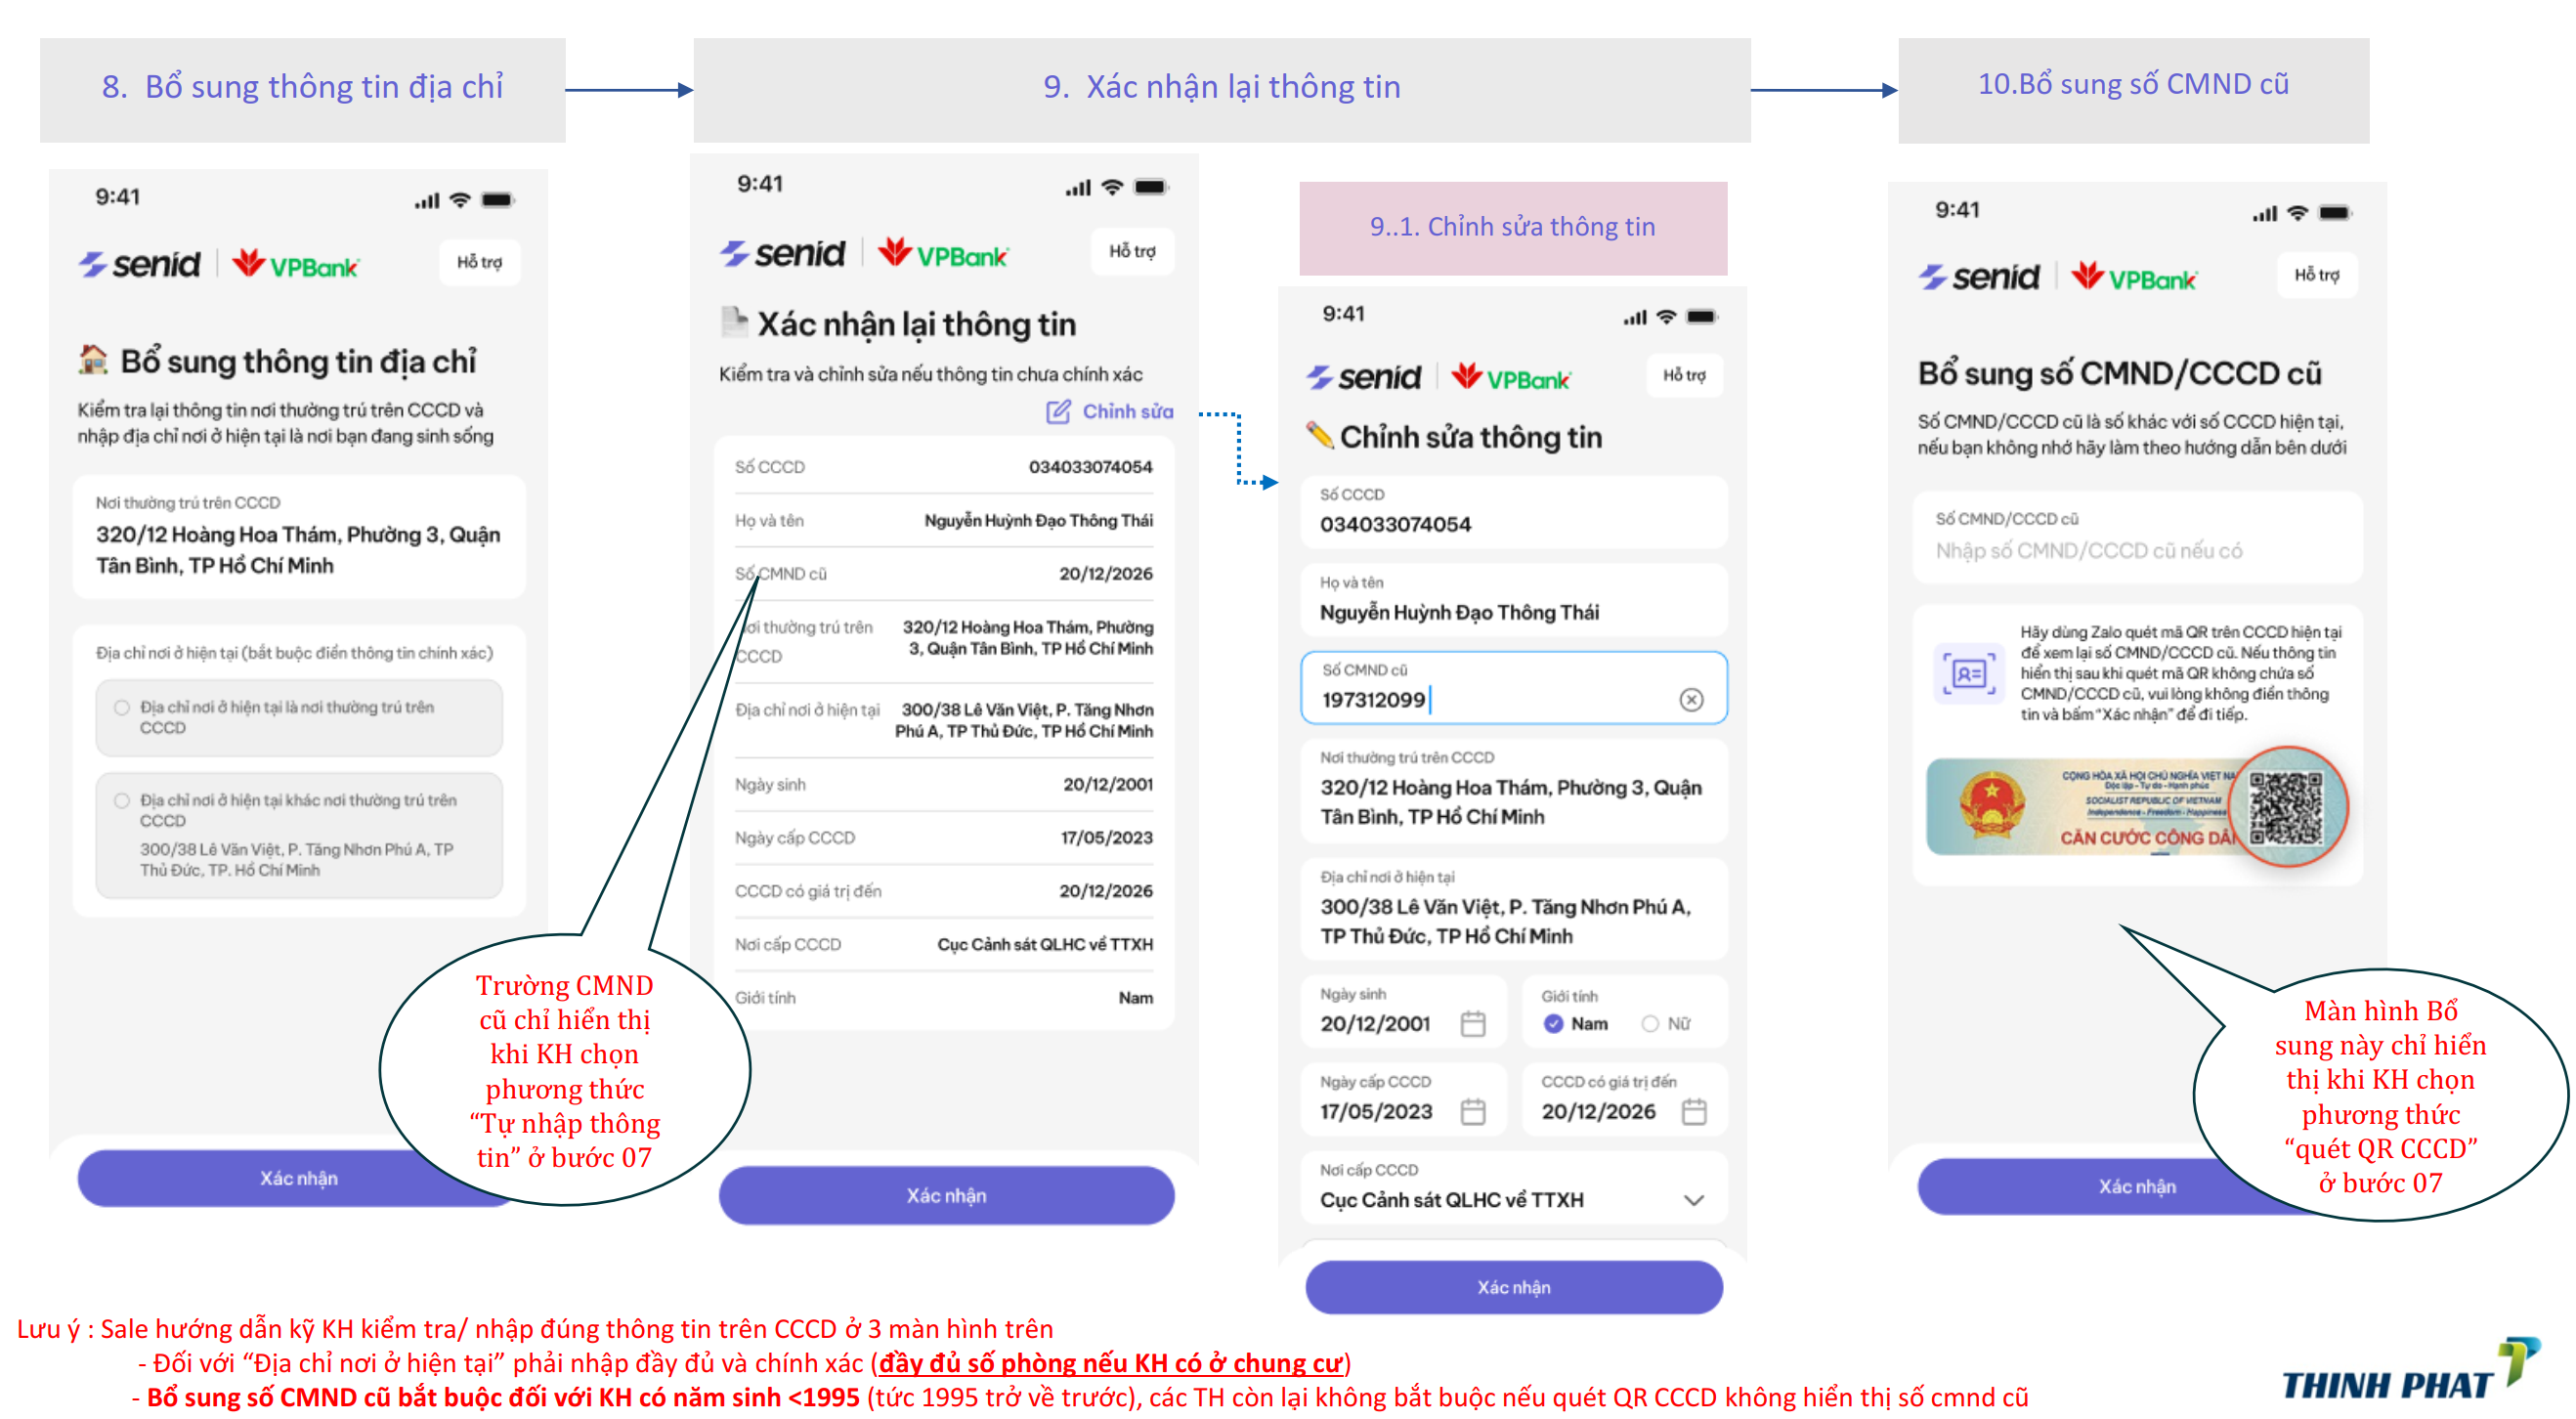 8. Bổ sung thông tin địa chỉ
9. Xác nhận lại thông tin
10.Bổ sung số CMND cũ
9:41
senid
VPBank
Hỗ trợ
Bổ sung thông tin địa chỉ
Kiểm tra lại thông tin nơi thường trú trên CCCD và
nhập địa chỉ nơi ở hiện tại là nơi bạn đang sinh sống
Nơi thường trú trên CCCD
320/12 Hoàng Hoa Thám, Phường 3, Quận
Tân Bình, TP Hồ Chí Minh
Địa chỉ nơi ở hiện tại (bắt buộc điền thông tin chính xác)
Địa chỉ nơi ở hiện tại là nơi thường trú trên
CCCD
Địa chỉ nơi ở hiện tại khác nơi thường trú trên
CCCD
300/38 Lê Văn Việt, P. Tăng Nhơn Phú A, TP
Thủ Đức, TP. Hồ Chí Minh
Xác nhận
Trường CMND
cũ chỉ hiển thị
khi KH chọn
phương thức
“Tự nhập thông
tin” ở bước 07
9:41
senid
VPBank
Hỗ trợ
Xác nhận lại thông tin
Kiểm tra và chỉnh sửa nếu thông tin chưa chính xác
Chỉnh sửa
Số CCCD 034033074054
Họ và tên Nguyễn Huỳnh Đạo Thông Thái
Số CMND cũ 20/12/2026
ơi thường trú trên 320/12 Hoàng Hoa Thám, Phường
CCCD 3, Quận Tân Bình, TP Hồ Chí Minh
Địa chỉ nơi ở hiện tại 300/38 Lê Văn Việt, P. Tăng Nhơn
Phú A, TP Thủ Đức, TP Hồ Chí Minh
Ngày sinh 20/12/2001
Ngày cấp CCCD 17/05/2023
CCCD có giá trị đến 20/12/2026
Nơi cấp CCCD Cục Cảnh sát QLHC về TTXH
Giới tính Nam
Xác nhận
9..1. Chỉnh sửa thông tin
9:41
senid
VPBank
Hỗ trợ
Chỉnh sửa thông tin
Số CCCD
034033074054
Họ và tên
Nguyễn Huỳnh Đạo Thông Thái
Số CMND cũ
197312099
Nơi thường trú trên CCCD
320/12 Hoàng Hoa Thám, Phường 3, Quận
Tân Bình, TP Hồ Chí Minh
Địa chỉ nơi ở hiện tại
300/38 Lê Văn Việt, P. Tăng Nhơn Phú A,
TP Thủ Đức, TP Hồ Chí Minh
Ngày sinh
20/12/2001
Giới tính
Nam Nữ
Ngày cấp CCCD
17/05/2023
CCCD có giá trị đến
20/12/2026
Nơi cấp CCCD
Cục Cảnh sát QLHC về TTXH
Xác nhận
9:41
senid
VPBank
Hỗ trợ
Bổ sung số CMND/CCCD cũ
Số CMND/CCCD cũ là số khác với số CCCD hiện tại,
nếu bạn không nhớ hãy làm theo hướng dẫn bên dưới
Số CMND/CCCD cũ
Nhập số CMND/CCCD cũ nếu có
Hãy dùng Zalo quét mã QR trên CCCD hiện tại
để xem lại số CMND/CCCD cũ. Nếu thông tin
hiển thị sau khi quét mã QR không chứa số
CMND/CCCD cũ, vui lòng không điền thông
tin và bấm “Xác nhận” để đi tiếp.
CỘNG HÒA XÃ HỘI CHỦ NGHĨA VIỆT NA
Độc lập - Tự do - Hạnh phúc
SOCIALIST REPUBLIC OF VIETNAM
Independence - Freedom - Happiness
CĂN CƯỚC CÔNG DÂ
Xác nhận
Màn hình Bổ
sung này chỉ hiển
thị khi KH chọn
phương thức
“quét QR CCCD”
ở bước 07
Lưu ý : Sale hướng dẫn kỹ KH kiểm tra/ nhập đúng thông tin trên CCCD ở 3 màn hình trên
- Đối với “Địa chỉ nơi ở hiện tại” phải nhập đầy đủ và chính xác (đầy đủ số phòng nếu KH có ở chung cư)
- Bổ sung số CMND cũ bắt buộc đối với KH có năm sinh <1995 (tức 1995 trở về trước), các TH còn lại không bắt buộc nếu quét QR CCCD không hiển thị số cmnd cũ
THINH PHAT